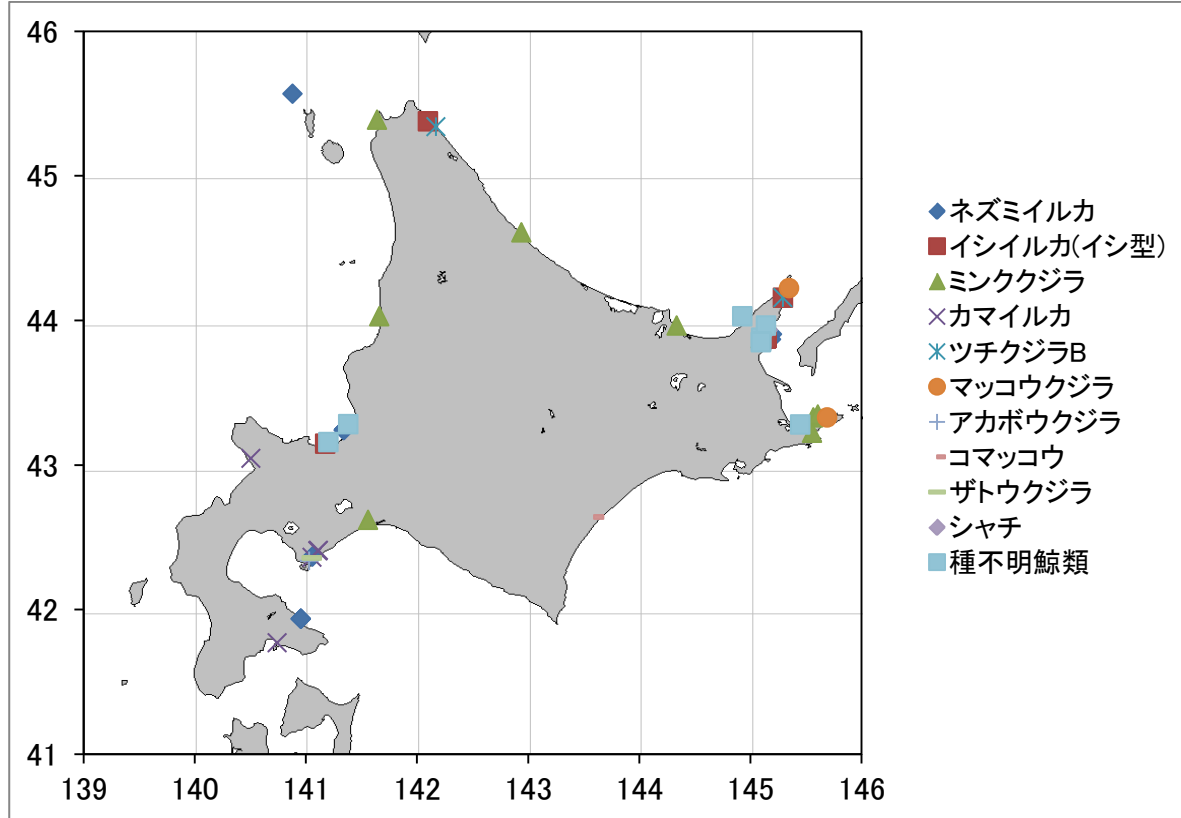 46
45
44
43
42
41
139 140 141 142 143 144 145 146
ネズミイルカ
イシイルカ(イシ型)
ミンククジラ
カマイルカ
ツチクジラB
マッコウクジラ
アカボウクジラ
コマッコウ
ザトウクジラ
シャチ
種不明鯨類